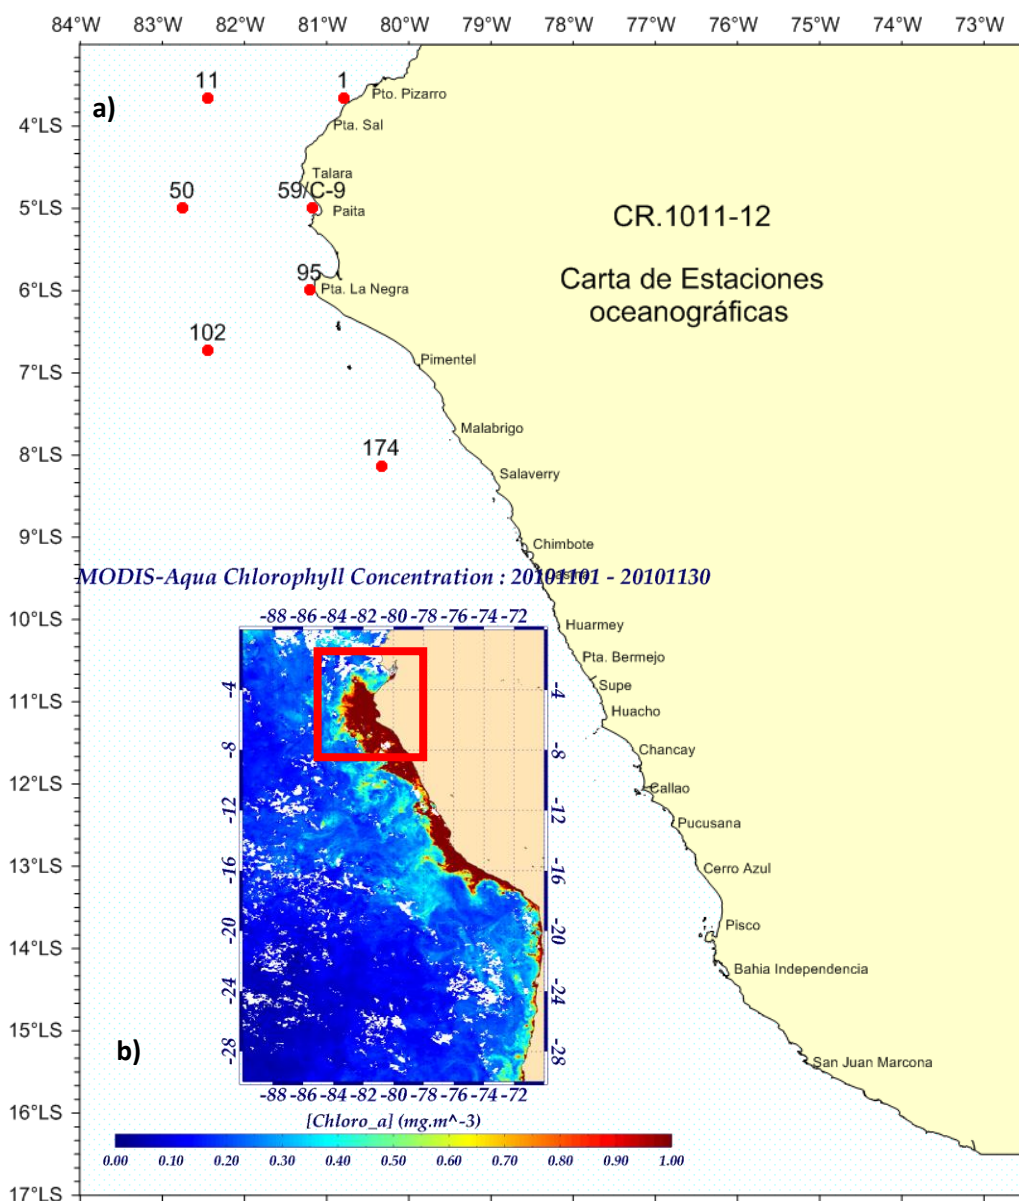 84°W 83°W 82°W 81°W 80°W 79°W 78°W 77°W 76°W 75°W 74°W 73°W
a)
11
1
Pto. Pizarro
4°LS
Pta. Sal
Talara
50
59/C-9
5°LS
Paita
CR.1011-12
95
Carta de Estaciones
oceanográficas
6°LS
Pta. La Negra
102
7°LS
Pimentel
Malabrigo
174
8°LS
Salaverry
9°LS
Chimbote
MODIS-Aqua Chlorophyll Concentration : 20101101 - 20101130
10°LS
Huarmey
-88 -86 -84 -82 -80 -78 -76 -74 -72
Pta. Bermejo
Supe
-4 -4
11°LS
Huacho
-8 -8
Chancay
12°LS
Callao
-12 -12
Pucusana
13°LS
Cerro Azul
-16 -16
Pisco
-20 -20
14°LS
Bahia Independencia
-24 -24
15°LS
b)
-28 -28
San Juan Marcona
-88 -86 -84 -82 -80 -78 -76 -74 -72
16°LS
[Chloro_a] (mg.m^-3)
0.00 0.10 0.20 0.30 0.40 0.50 0.60 0.70 0.80 0.90 1.00
17°LS